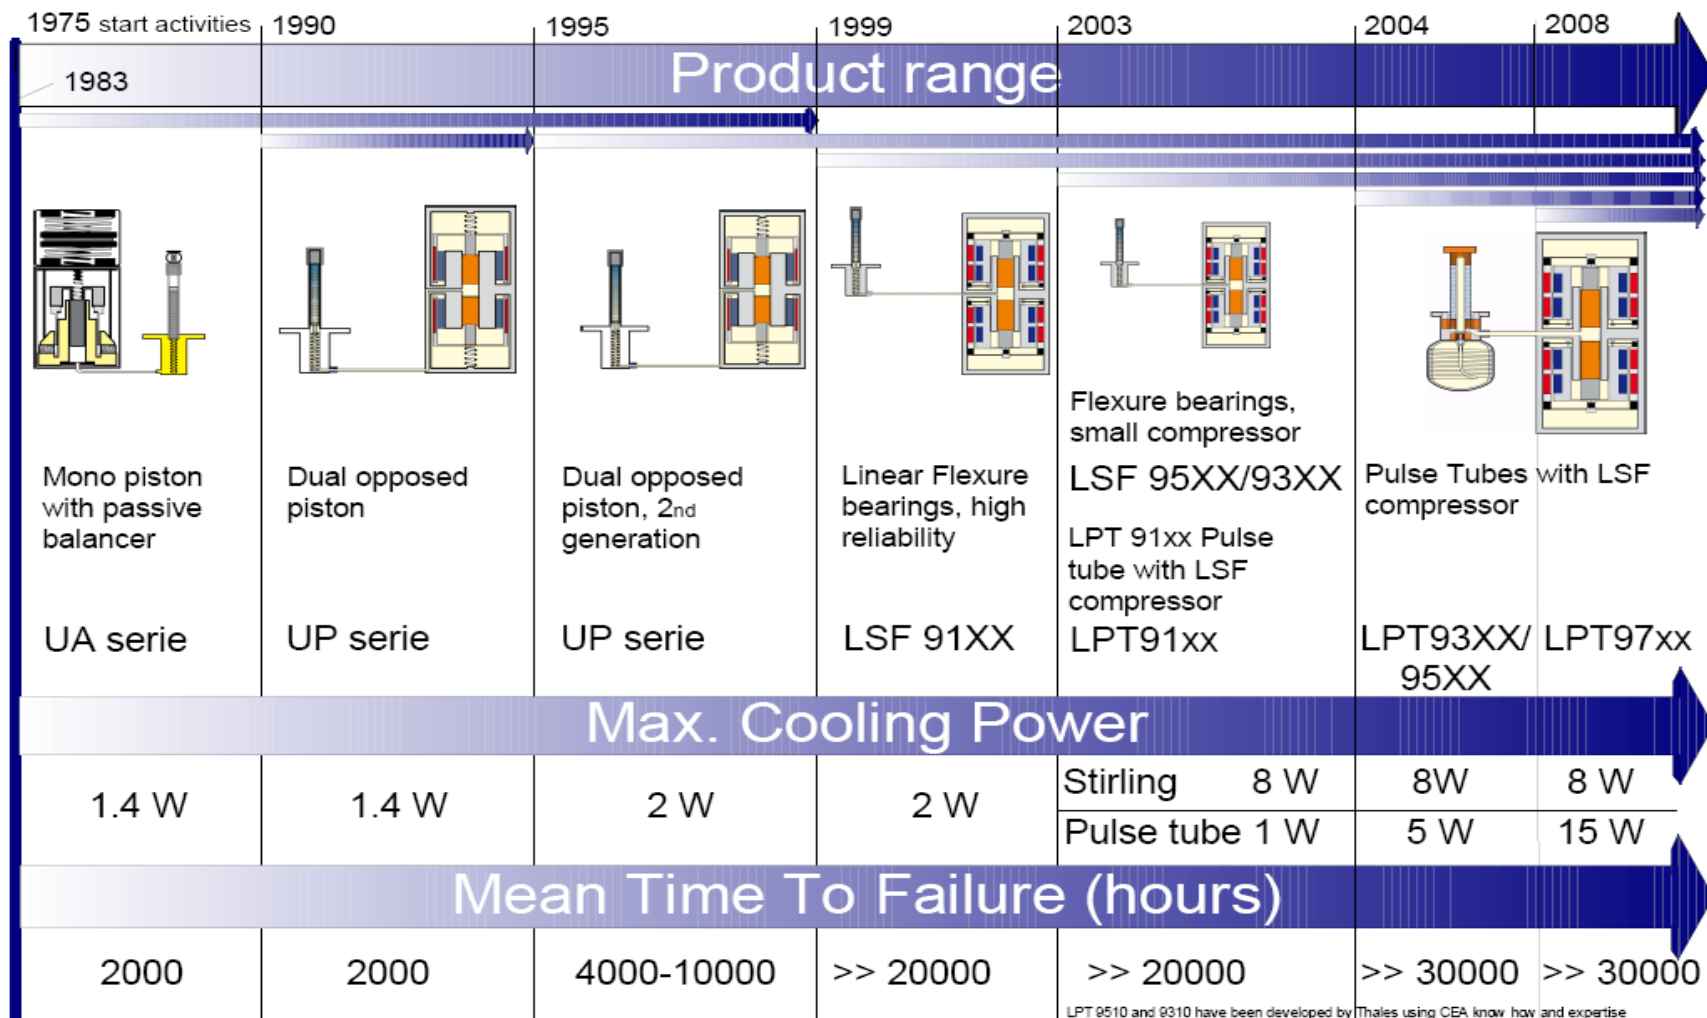 1975 start activities
1990
1995
1999
2003
2004
2008
Product range
1983
Mono piston
with passive
balancer
UA serie
Dual opposed
piston
UP serie
Dual opposed
piston, 2nd
generation
UP serie
Linear Flexure
bearings, high
reliability
LSF 91XX
Flexure bearings,
small compressor
LSF 95XX/93XX
LPT 91xx Pulse
tube with LSF
compressor
LPT91xx
Pulse Tubes with LSF
compressor
LPT93XX/
95XX
LPT97xx
Max. Cooling Power
1.4 W
1.4 W
2 W
2 W
Stirling 8 W
8W
8 W
Pulse tube 1 W
5 W
15 W
Mean Time To Failure (hours)
2000
2000
4000-10000
>> 20000
>> 20000
>> 30000
>> 30000
LPT 9510 and 9310 have been developed by Thales using CEA know how and expertise